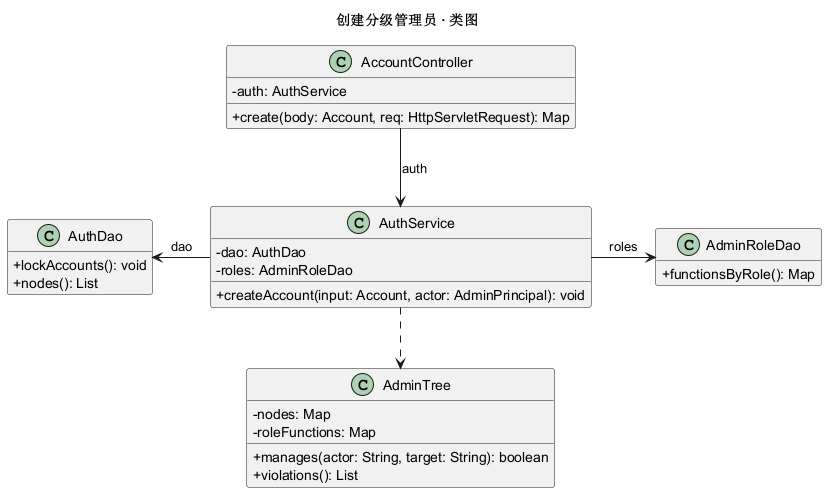 创建分级管理员 · 类图
C AccountController
-auth: AuthService
+create(body: Account, req: HttpServletRequest): Map
auth
C AuthService
-dao: AuthDao
-roles: AdminRoleDao
+createAccount(input: Account, actor: AdminPrincipal): void
dao
C AuthDao
+lockAccounts(): void
+nodes(): List
roles
C AdminRoleDao
+functionsByRole(): Map
C AdminTree
-nodes: Map
-roleFunctions: Map
+manages(actor: String, target: String): boolean
+violations(): List